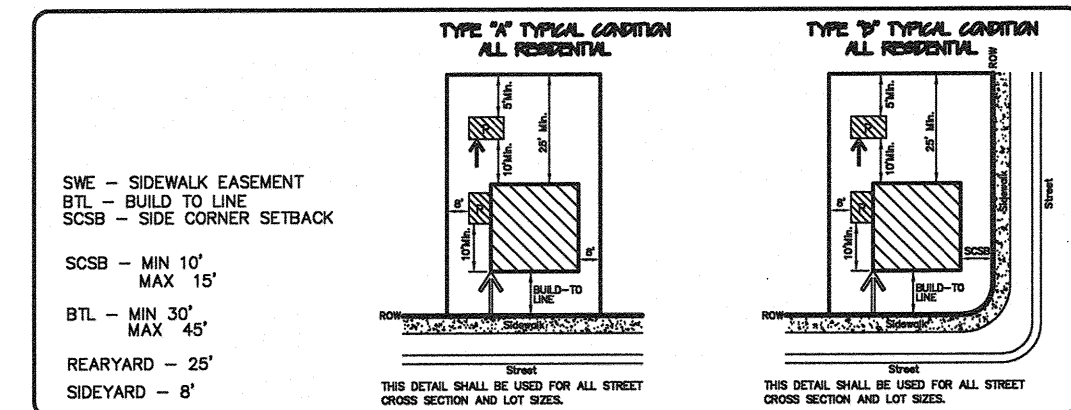 SWE – SIDEWALK EASEMENT
BTL – BUILD TO LINE
SCSB – SIDE CORNER SETBACK
SCSB – MIN 10'
MAX 15'
BTL – MIN 30'
MAX 45'
REARYARD – 25'
SIDEYARD – 8'
TYPE "A" TYPICAL CONDITION
ALL RESIDENTIAL
5'Min.
25' Min.
P
10'Min.
8'
P
10'Min.
8'
BUILD-TO
LINE
ROW
Sidewalk
Street
THIS DETAIL SHALL BE USED FOR ALL STREET
CROSS SECTION AND LOT SIZES.
TYPE "B" TYPICAL CONDITION
ALL RESIDENTIAL
ROW
5'Min.
25' Min.
P
10'Min.
8'
P
10'Min.
SCSB
Sidewalk
Street
BUILD-TO
LINE
ROW
Sidewalk
Street
THIS DETAIL SHALL BE USED FOR ALL STREET
CROSS SECTION AND LOT SIZES.